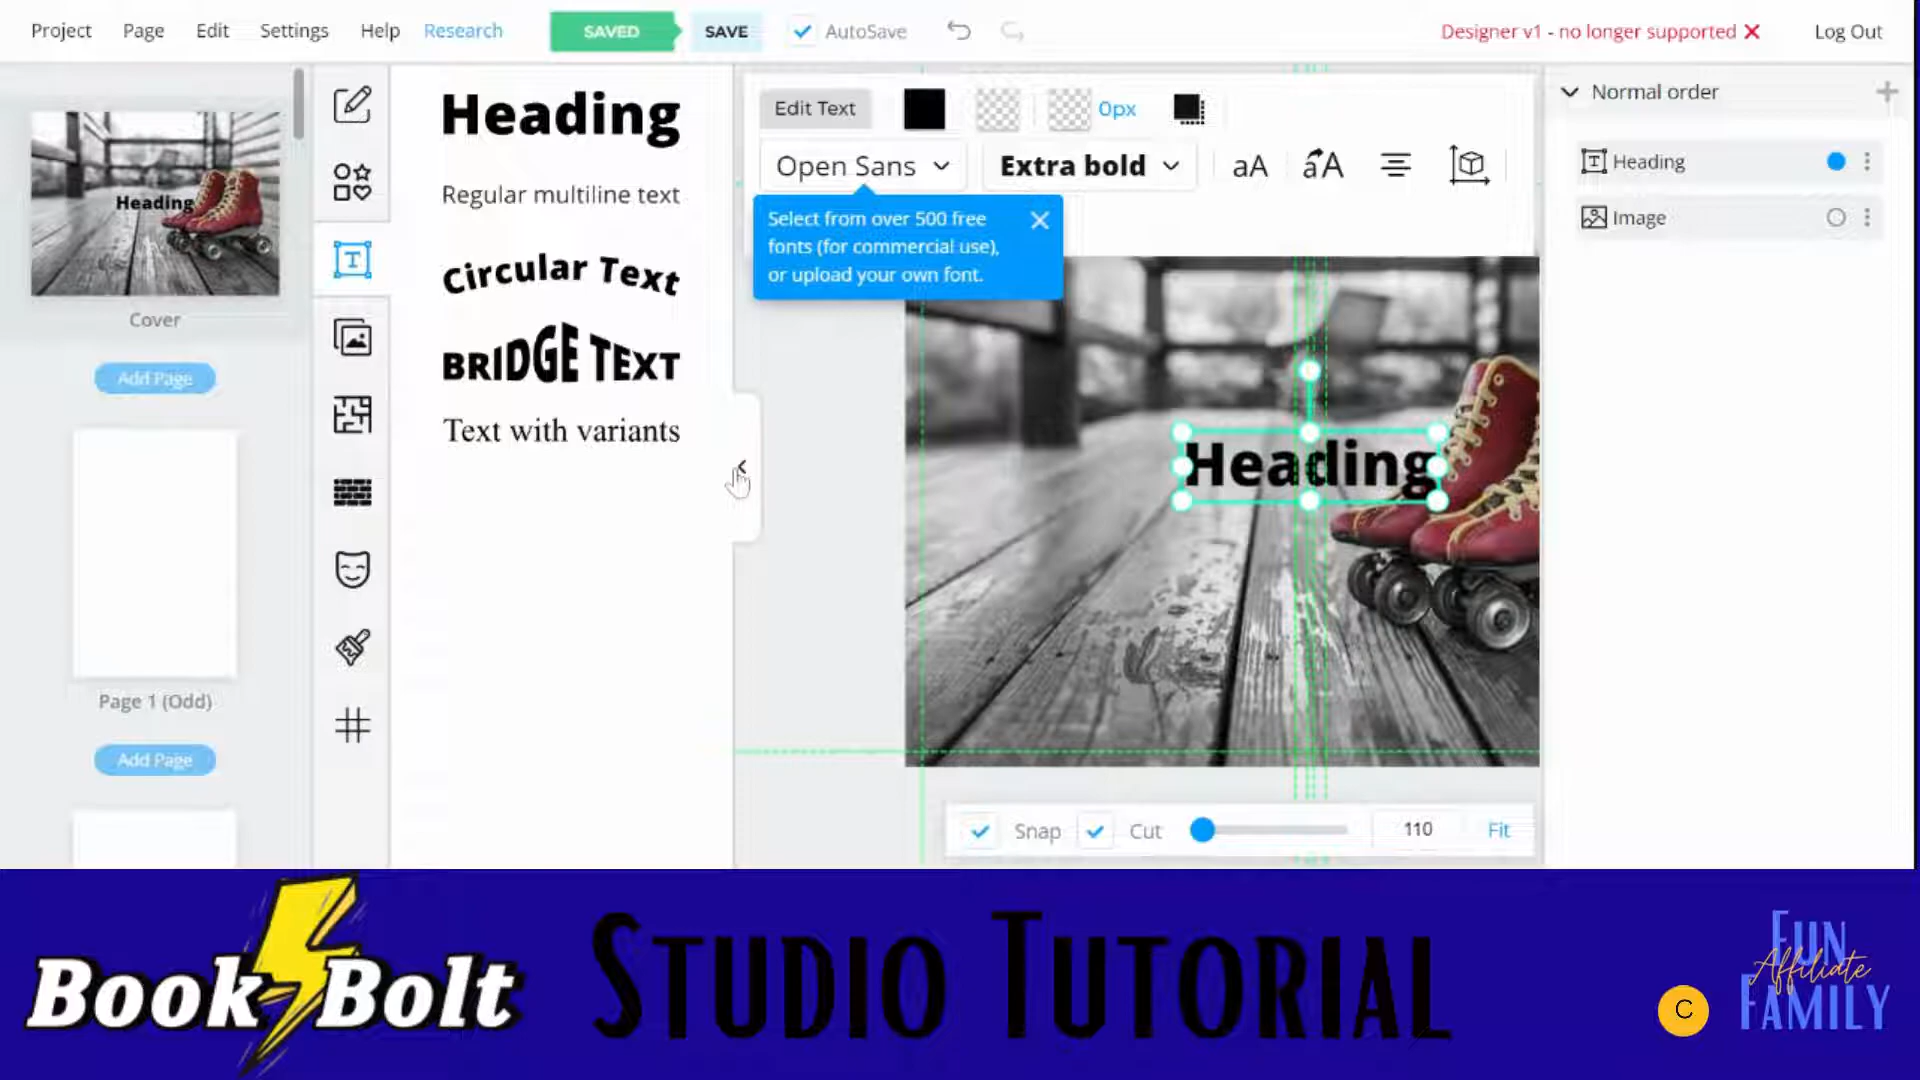 Project Page Edit Settings Help Research SAVED SAVE AutoSave Designer v1 - no longer supported Log Out
Heading
Cover
Add Page
Page 1 (Odd)
Add Page
Heading
Regular multiline text
Circular Text
BRIDGE TEXT
Text with variants
Edit Text 0px
Open Sans Extra bold aA aA
Select from over 500 free
fonts (for commercial use),
or upload your own font.
Heading
Snap Cut 110 Fit
Normal order
Heading
Image
Book Bolt
STUDIO TUTORIAL
C
FUN
Affiliate
FAMILY